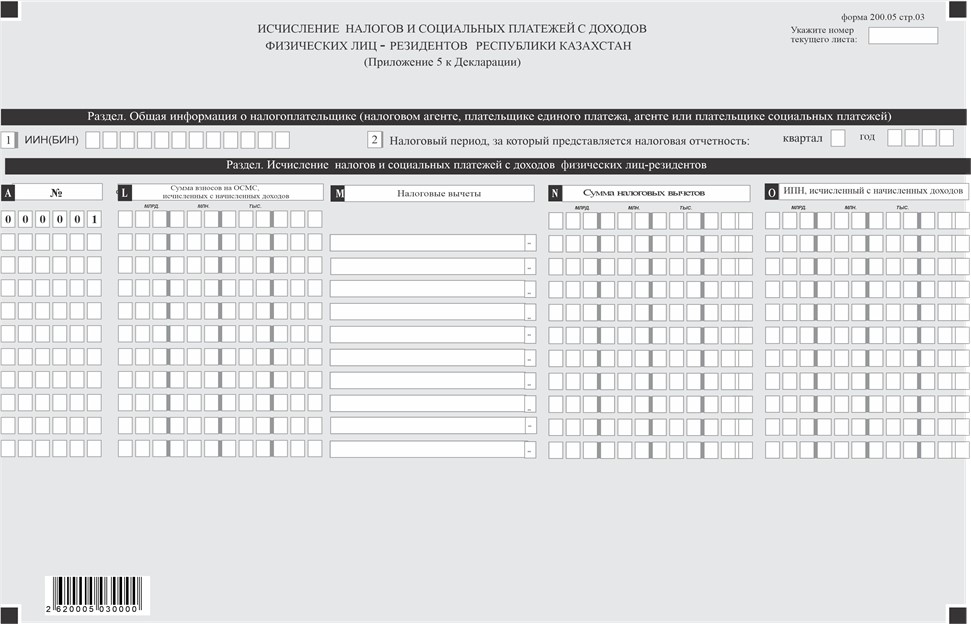 форма 200.05 стр.03
ИСЧИСЛЕНИЕ НАЛОГОВ И СОЦИАЛЬНЫХ ПЛАТЕЖЕЙ С ДОХОДОВ
ФИЗИЧЕСКИХ ЛИЦ - РЕЗИДЕНТОВ РЕСПУБЛИКИ КАЗАХСТАН
(Приложение 5 к Декларации)
Укажите номер
текущего листа:
Раздел. Общая информация о налогоплательщике (налоговом агенте, плательщике единого платежа, агенте или плательщике социальных платежей)
1 ИИН(БИН) 2 Налоговый период, за который представляется налоговая отчетность: квартал год
Раздел. Исчисление налогов и социальных платежей с доходов физических лиц-резидентов
A № L Сумма взносов на ОСМС,
исчисленных с начисленных доходов
M Налоговые вычеты N Сумма налоговых вычетов O ИПН, исчисленный с начисленных доходов
МЛРД. МЛН. ТЫС. МЛРД. МЛН. ТЫС. МЛРД. МЛН. ТЫС.
0 0 0 0 0 1
2 620005 030000